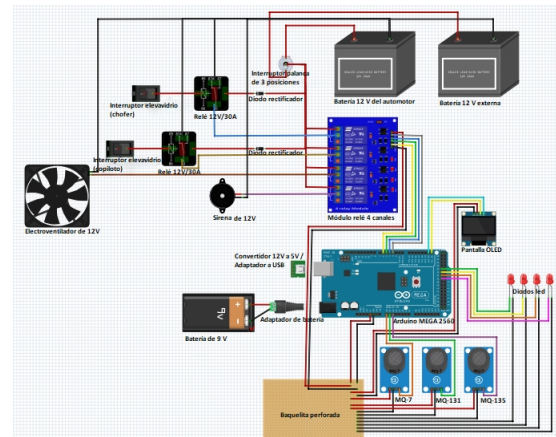 Interruptor palanca
de 3 posiciones
Batería 12 V del automotor
Batería 12 V externa
Interruptor elevavidrio
(chofer)
Relé 12V/30A
Diodo rectificador
Interruptor elevavidrio
(copiloto)
Relé 12V/30A
Diodo rectificador
Electroventilador de 12V
Sirena
de 12V
Módulo relé 4 canales
Pantalla OLED
Convertidor 12V a 5V /
Adaptador a USB
Diodos led
9V
Adaptador de batería
Arduino MEGA 2560
Batería de 9 V
MQ-7
MQ-131
MQ-135
Baquelita perforada